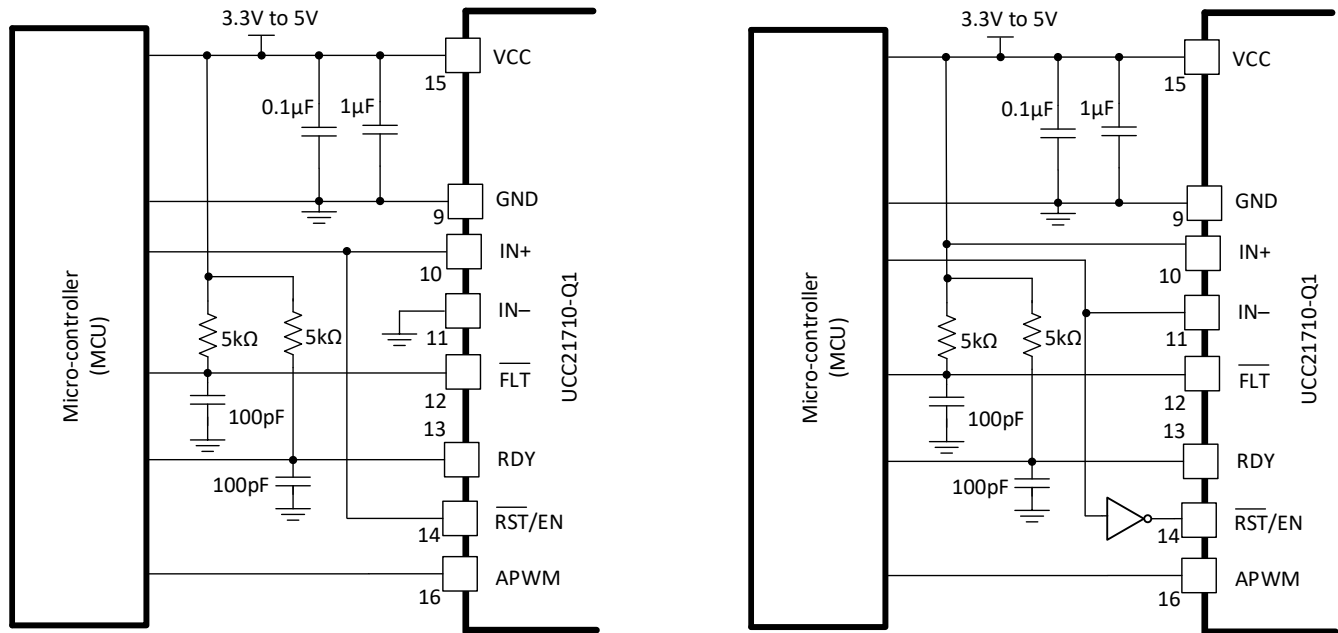 3.3V to 5V
VCC
15
0.1µF
1µF
GND
9
IN+
10
IN–
11
5kΩ
5kΩ
FLT
12
100pF
13
RDY
100pF
RST/EN
14
APWM
16
Micro-controller
(MCU)
UCC21710-Q1
3.3V to 5V
VCC
15
0.1µF
1µF
GND
9
IN+
10
IN–
11
5kΩ
5kΩ
FLT
12
100pF
13
RDY
100pF
RST/EN
14
APWM
16
Micro-controller
(MCU)
UCC21710-Q1